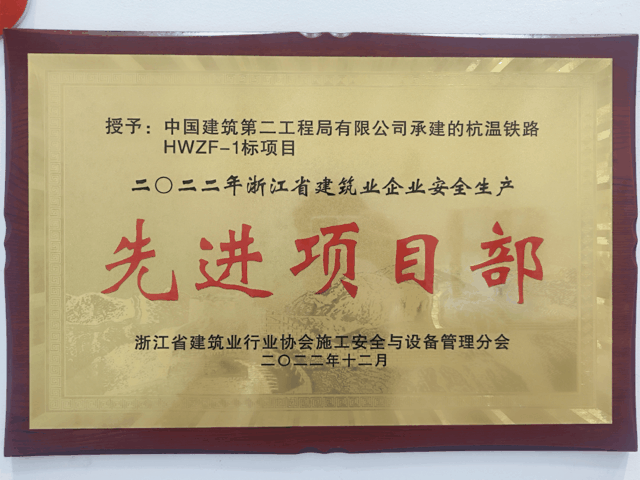 授予：中国建筑第二工程局有限公司承建的杭温铁路
HWZF-1标项目
二〇二二年浙江省建筑业企业安全生产
先进项目部
浙江省建筑业行业协会施工安全与设备管理分会
二〇二二年十二月